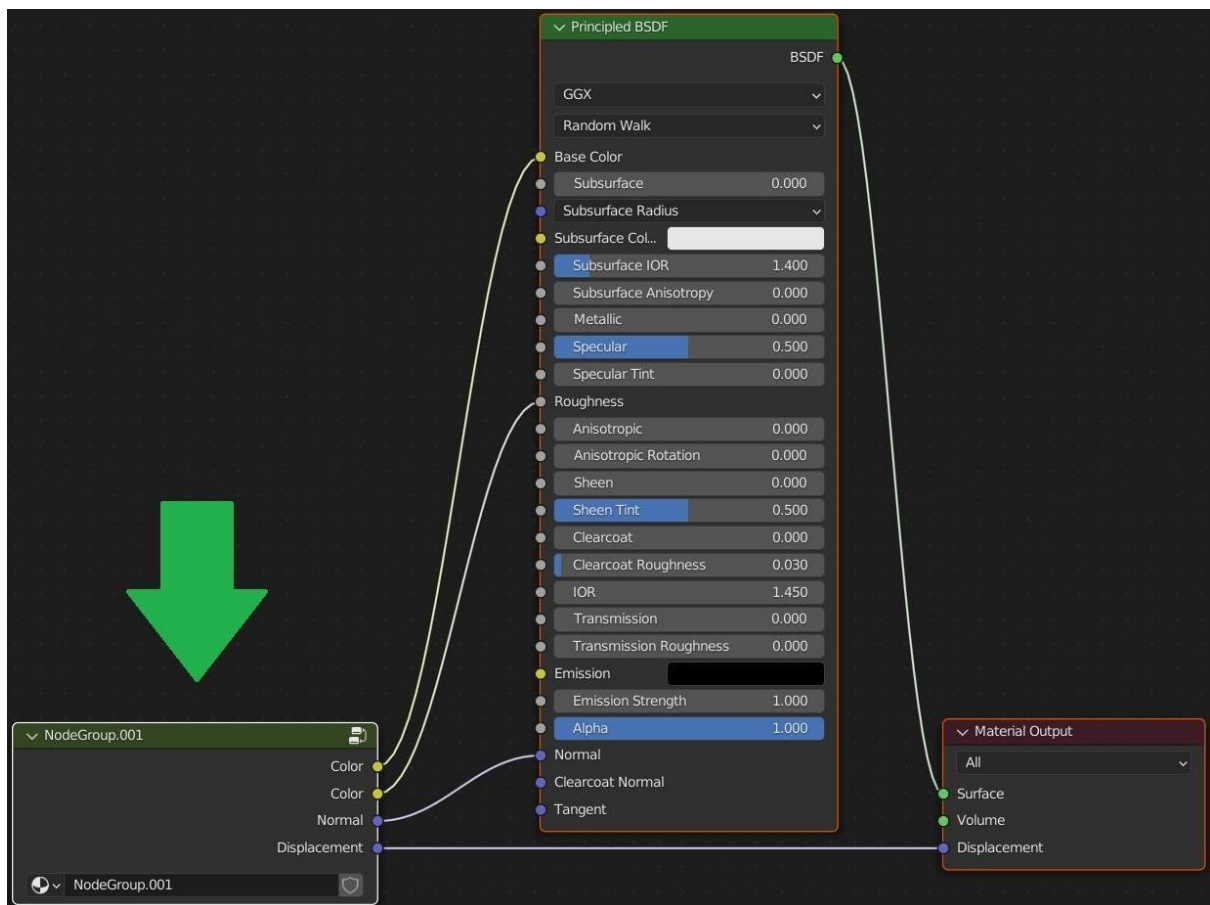 Principled BSDF
BSDF
GGX
Random Walk
Base Color
Subsurface 0.000
Subsurface Radius
Subsurface Col...
Subsurface IOR 1.400
Subsurface Anisotropy 0.000
Metallic 0.000
Specular 0.500
Specular Tint 0.000
Roughness
Anisotropic 0.000
Anisotropic Rotation 0.000
Sheen 0.000
Sheen Tint 0.500
Clearcoat 0.000
Clearcoat Roughness 0.030
IOR 1.450
Transmission 0.000
Transmission Roughness 0.000
Emission
Emission Strength 1.000
Alpha 1.000
Normal
Clearcoat Normal
Tangent
NodeGroup.001
Color
Color
Normal
Displacement
NodeGroup.001
Material Output
All
Surface
Volume
Displacement